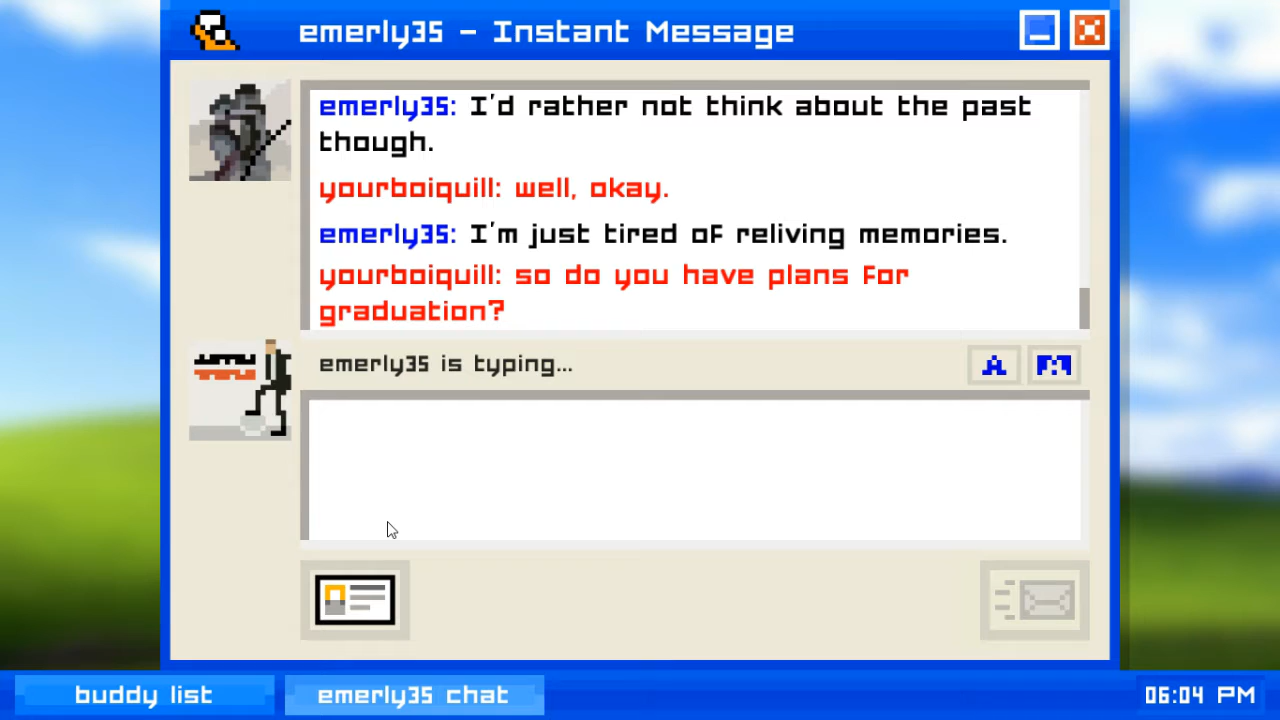 emerly35 - Instant Message
emerly35: I'd rather not think about the past
though.
yourboiquill: well, okay.
emerly35: I'm just tired of reliving memories.
yourboiquill: so do you have plans for
graduation?
emerly35 is typing...
A
buddy list
emerly35 chat
06:04 PM